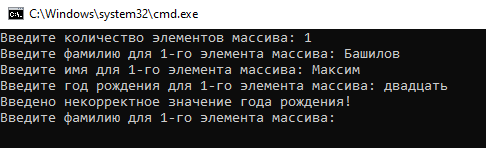 C:\Windows\system32\cmd.exe
Введите количество элементов массива: 1
Введите фамилию для 1-го элемента массива: Башилов
Введите имя для 1-го элемента массива: Максим
Введите год рождения для 1-го элемента массива: двадцать
Введено некорректное значение года рождения!
Введите фамилию для 1-го элемента массива: